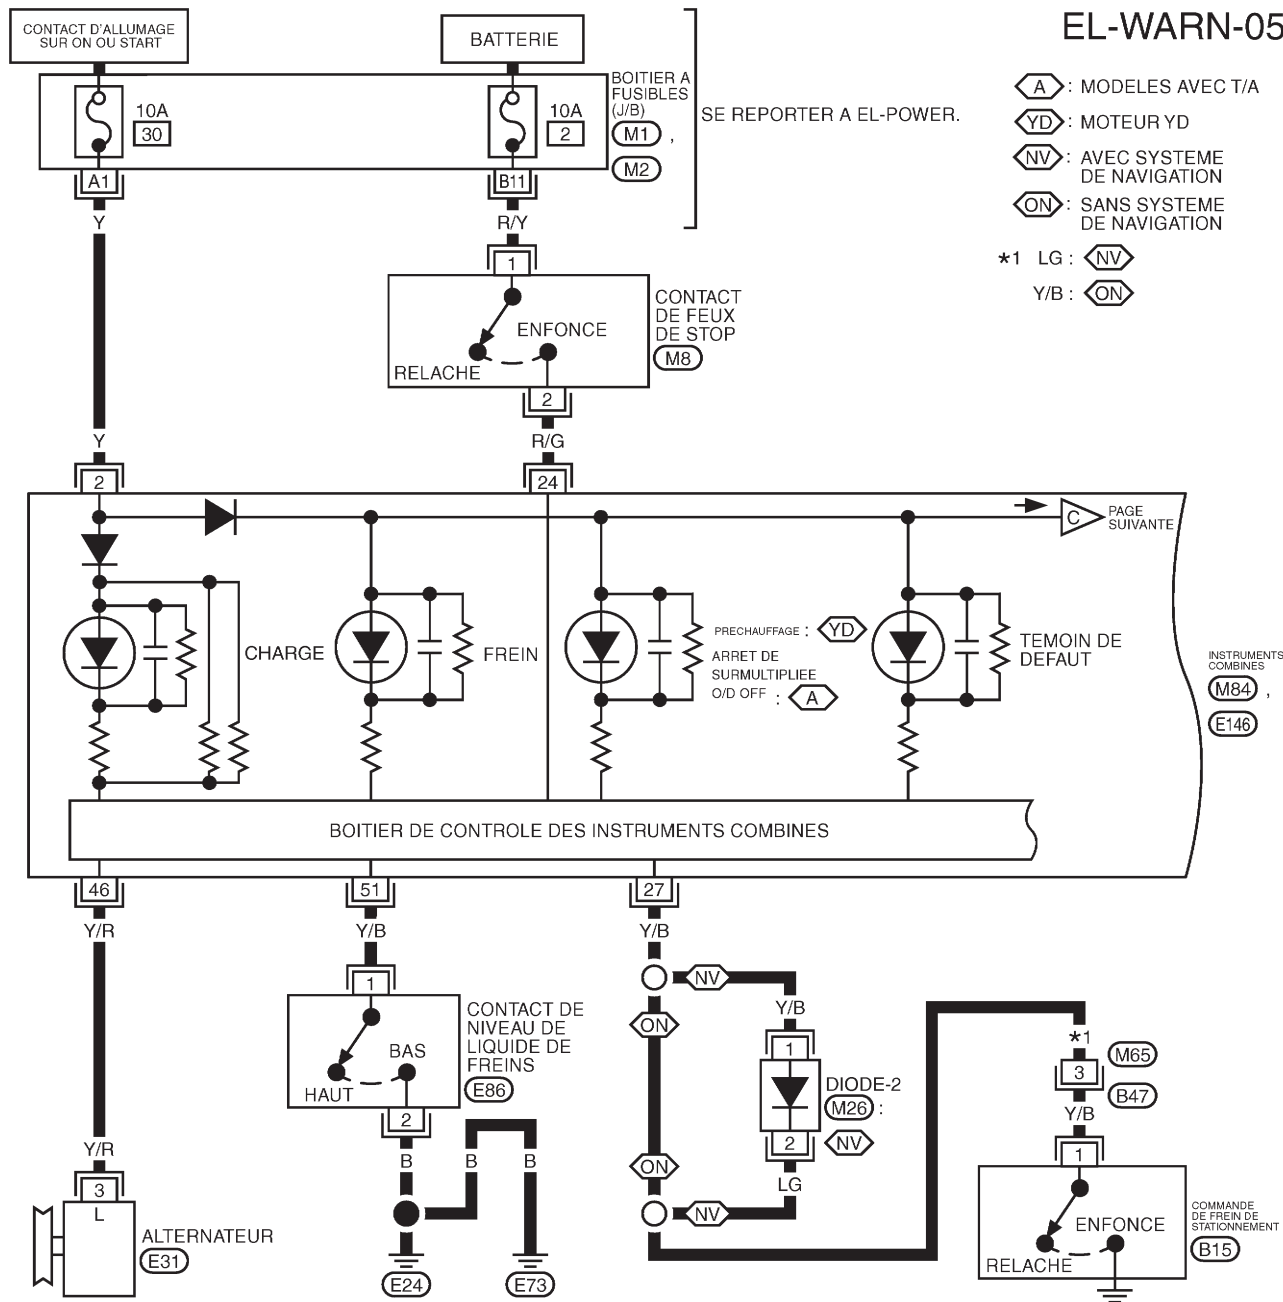 EL-WARN-05
CONTACT D'ALLUMAGE
SUR ON OU START
BATTERIE
10A
30
10A
2
BOITIER A
FUSIBLES
(J/B)
M1 ,
M2
SE REPORTER A EL-POWER.
A : MODELES AVEC T/A
YD : MOTEUR YD
NV : AVEC SYSTEME
DE NAVIGATION
ON : SANS SYSTEME
DE NAVIGATION
*1 LG : NV
Y/B : ON
A1
B11
Y
R/Y
1
CONTACT
DE FEUX
DE STOP
M8
ENFONCE
RELACHE
2
Y
R/G
2
24
C
PAGE
SUIVANTE
CHARGE
FREIN
PRECHAUFFAGE : YD
ARRET DE
SURMULTIPLIEE
O/D OFF : A
TEMOIN DE
DEFAUT
INSTRUMENTS
COMBINES
M84 ,
E146
BOITIER DE CONTROLE DES INSTRUMENTS COMBINES
46
51
27
Y/R
Y/B
Y/B
NV
ON
Y/B
1
1
CONTACT DE
NIVEAU DE
LIQUIDE DE
FREINS
E86
BAS
HAUT
2
DIODE-2
M26 :
NV
2
LG
*1
M65
3
B47
Y/B
1
Y/R
B
B
B
ON
NV
3
L
ALTERNATEUR
E31
E24
E73
COMMANDE
DE FREIN DE
STATIONNEMENT
B15
ENFONCE
RELACHE